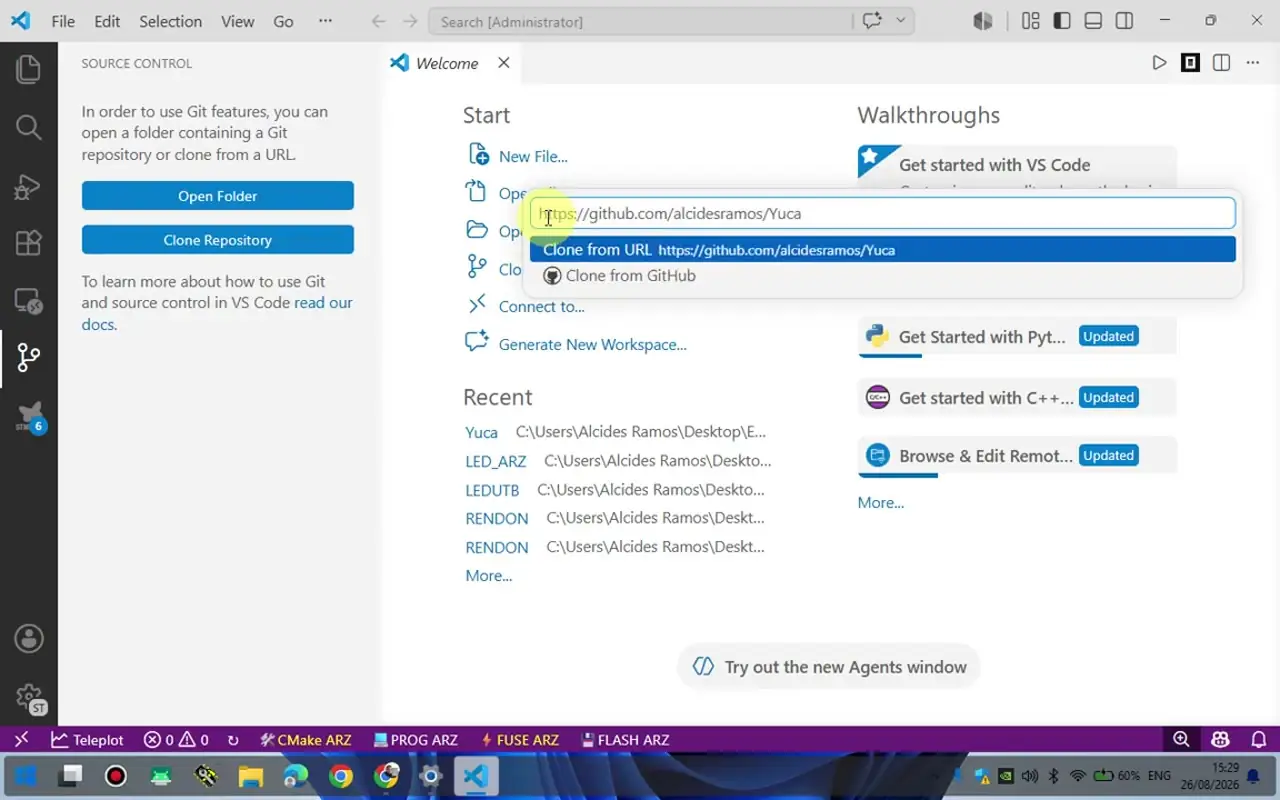 File Edit Selection View Go ··· Search [Administrator]
SOURCE CONTROL
In order to use Git features, you can
open a folder containing a Git
repository or clone from a URL.
Open Folder
Clone Repository
To learn more about how to use Git
and source control in VS Code read our
docs.
Welcome
Start
New File...
Ope
https://github.com/alcidesramos/Yuca
Clone from URL https://github.com/alcidesramos/Yuca
Clone from GitHub
Ope
Clo
Connect to...
Generate New Workspace...
Recent
Yuca C:\Users\Alcides Ramos\Desktop\E...
LED_ARZ C:\Users\Alcides Ramos\Deskto...
LEDUTB C:\Users\Alcides Ramos\Deskto...
RENDON C:\Users\Alcides Ramos\Deskt...
RENDON C:\Users\Alcides Ramos\Deskt...
More...
Walkthroughs
Get started with VS Code
Get Started with Pyt... Updated
C/C++
Get started with C++... Updated
Browse & Edit Remot... Updated
More...
Try out the new Agents window
6
ST
Teleplot 0 0 CMake ARZ PROG ARZ FUSE ARZ FLASH ARZ
60% ENG 15:29
26/08/2026